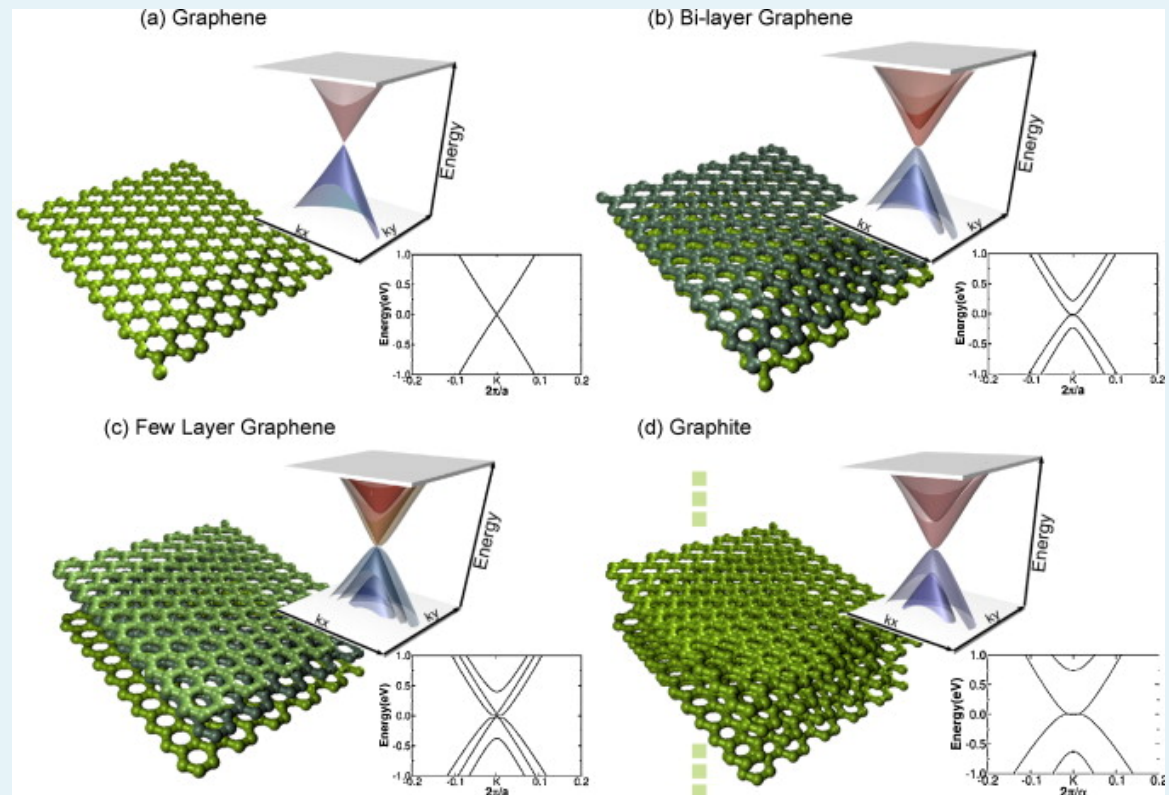 (a) Graphene
Energy
kx
ky
1.0
0.5
0.0
-0.5
-1.0
Energy(eV)
-0.2 -0.1 K 0.1 0.2
2π/a
(b) Bi-layer Graphene
Energy
kx
ky
1.0
0.5
0.0
-0.5
-1.0
Energy(eV)
-0.2 -0.1 K 0.1 0.2
2π/a
(c) Few Layer Graphene
Energy
kx
ky
1.0
0.5
0.0
-0.5
-1.0
Energy(eV)
-0.2 -0.1 K 0.1 0.2
2π/a
(d) Graphite
Energy
kx
ky
1.0
0.5
0.0
-0.5
-1.0
Energy(eV)
-0.2 -0.1 K 0.1 0.2
2π/α